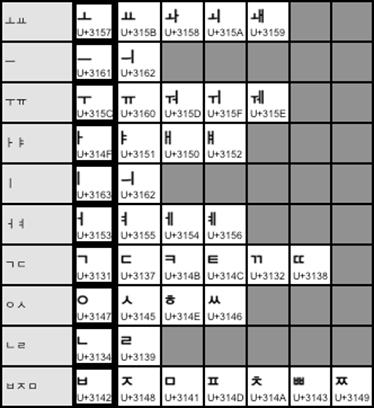 ㅗㅛ ㅗ ㅛ ㅘ ㅚ ㅙ
U+3157 U+315B U+3158 U+315A U+3159
ㅡ ㅡ ㅢ
U+3161 U+3162
ㅜㅠ ㅜ ㅠ ㅝ ㅟ ㅞ
U+315C U+3160 U+315D U+315F U+315E
ㅏㅑ ㅏ ㅑ ㅐ ㅒ
U+314F U+3151 U+3150 U+3152
ㅣ ㅣ ㅢ
U+3163 U+3162
ㅓㅕ ㅓ ㅕ ㅔ ㅖ
U+3153 U+3155 U+3154 U+3156
ㄱㄷ ㄱ ㄷ ㅋ ㅌ ㄲ ㄸ
U+3131 U+3137 U+314B U+314C U+3132 U+3138
ㅇㅅ ㅇ ㅅ ㅎ ㅆ
U+3147 U+3145 U+314E U+3146
ㄴㄹ ㄴ ㄹ
U+3134 U+3139
ㅂㅈㅁ ㅂ ㅈ ㅁ ㅍ ㅊ ㅃ ㅉ
U+3142 U+3148 U+3141 U+314D U+314A U+3143 U+3149